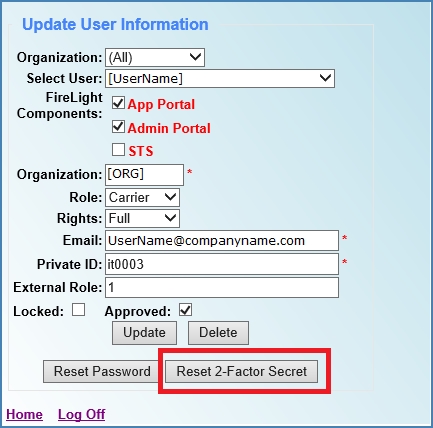 Update User Information
Organization: (All)
Select User: [UserName]
FireLight Components: App Portal
Admin Portal
STS
Organization: [ORG] *
Role: Carrier
Rights: Full
Email: UserName@companyname.com *
Private ID: it0003 *
External Role: 1
Locked: Approved:
Update Delete
Reset Password Reset 2-Factor Secret
Home Log Off